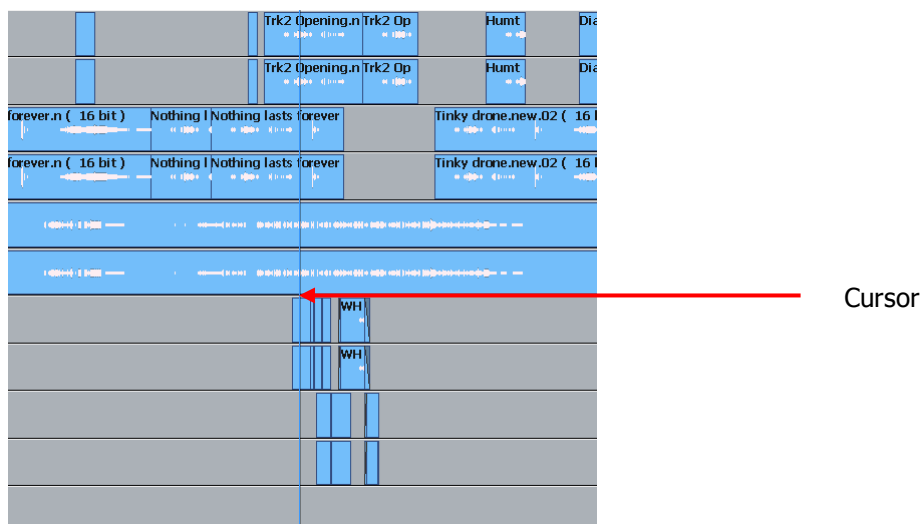 Trk2 Opening.n Trk2 Op Humt Dia
Trk2 Opening.n Trk2 Op Humt Dia
forever.n ( 16 bit ) Nothing l Nothing lasts forever Tinky drone.new.02 ( 16 l
forever.n ( 16 bit ) Nothing l Nothing lasts forever Tinky drone.new.02 ( 16 l
WH
Cursor
WH